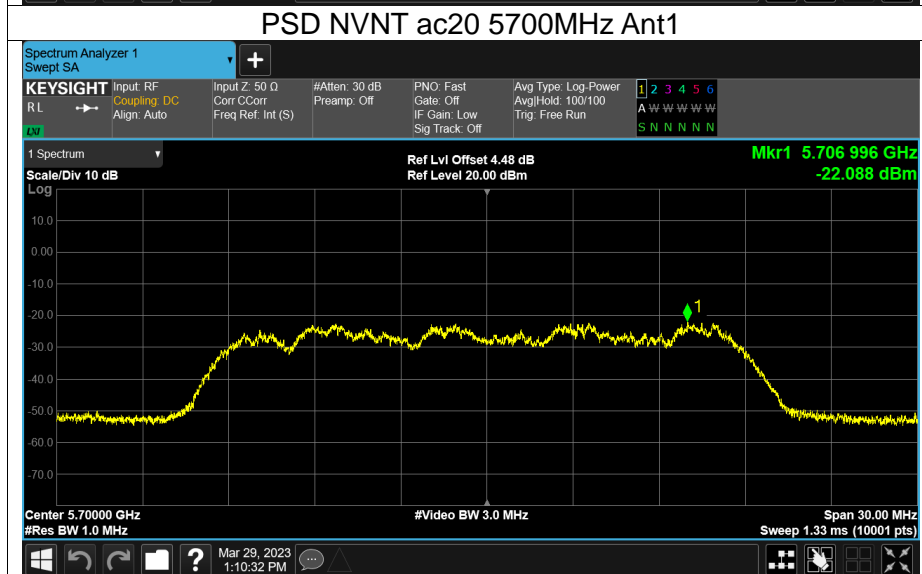 PSD NVNT ac20 5700MHz Ant1
Spectrum Analyzer 1
Swept SA
+
KEYSIGHT
RL
LXI
Input: RF
Coupling: DC
Align: Auto
Input Z: 50 Ω
Corr CCorr
Freq Ref: Int (S)
#Atten: 30 dB
Preamp: Off
PNO: Fast
Gate: Off
IF Gain: Low
Sig Track: Off
Avg Type: Log-Power
Avg|Hold: 100/100
Trig: Free Run
1 2 3 4 5 6
A W W W W W
S N N N N N
1 Spectrum
Scale/Div 10 dB
Ref Lvl Offset 4.48 dB
Ref Level 20.00 dBm
Mkr1 5.706 996 GHz
-22.088 dBm
Log
10.0
0.00
-10.0
-20.0
-30.0
-40.0
-50.0
-60.0
-70.0
1
Center 5.70000 GHz
#Res BW 1.0 MHz
#Video BW 3.0 MHz
Span 30.00 MHz
Sweep 1.33 ms (10001 pts)
?
Mar 29, 2023
1:10:32 PM